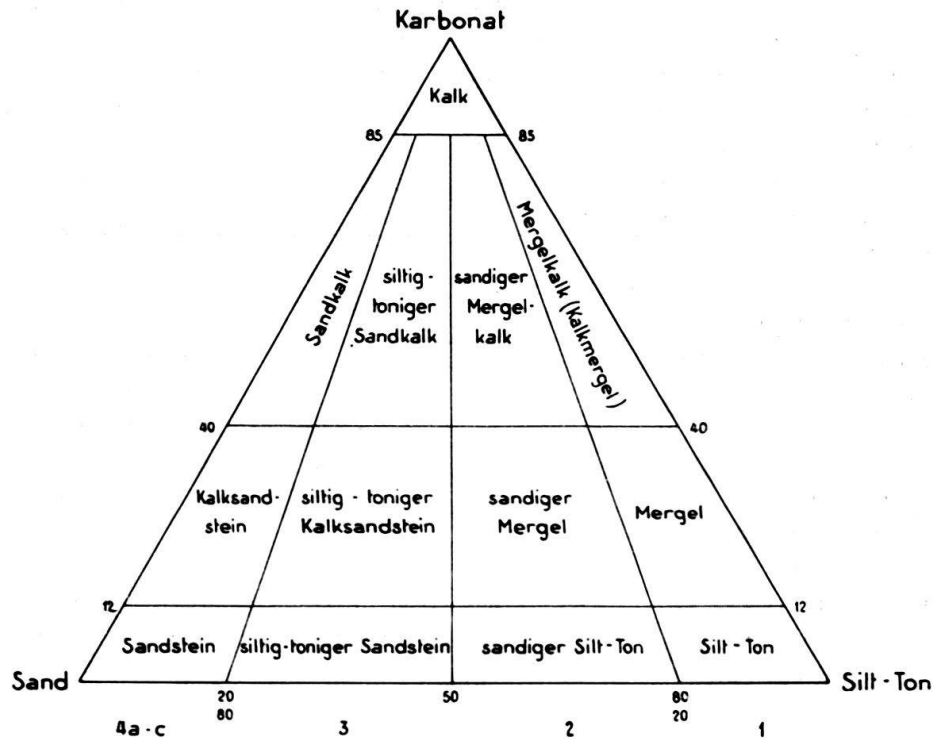 Karbonat
Kalk
85 85
Sandkalk
siltig-
toniger
Sandkalk
sandiger
Mergel-
kalk
Mergelkalk (Kalkmergel)
40 40
Kalksand-
stein
siltig-toniger
Kalksandstein
sandiger
Mergel
Mergel
12 12
Sandstein
siltig-toniger Sandstein
sandiger Silt-Ton
Silt-Ton
Sand Silt-Ton
20 50 80
80 20
4a-c 3 2 1